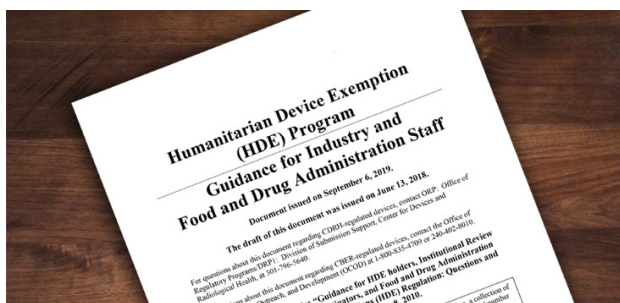 Humanitarian Device Exemption
(HDE) Program
Guidance for Industry and
Food and Drug Administration Staff
Document issued on September 6, 2019.
The draft of this document was issued on June 13, 2018.
For questions about this document regarding CDRH-regulated devices, contact ORP: Office of
Regulatory Programs/DRP1: Division of Submission Support, Center for Devices and
Radiological Health, at 301-796-5640.
about this document regarding CBER-regulated devices, contact the Office of
Outreach, and Development (OCOD) at 1-800-835-4709 or 240-402-8010.
"Guidance for HDE holders, Institutional Review
and Food and Drug Administration
(HDE) Regulation: Questions and
8, 2010.
a collection of
number